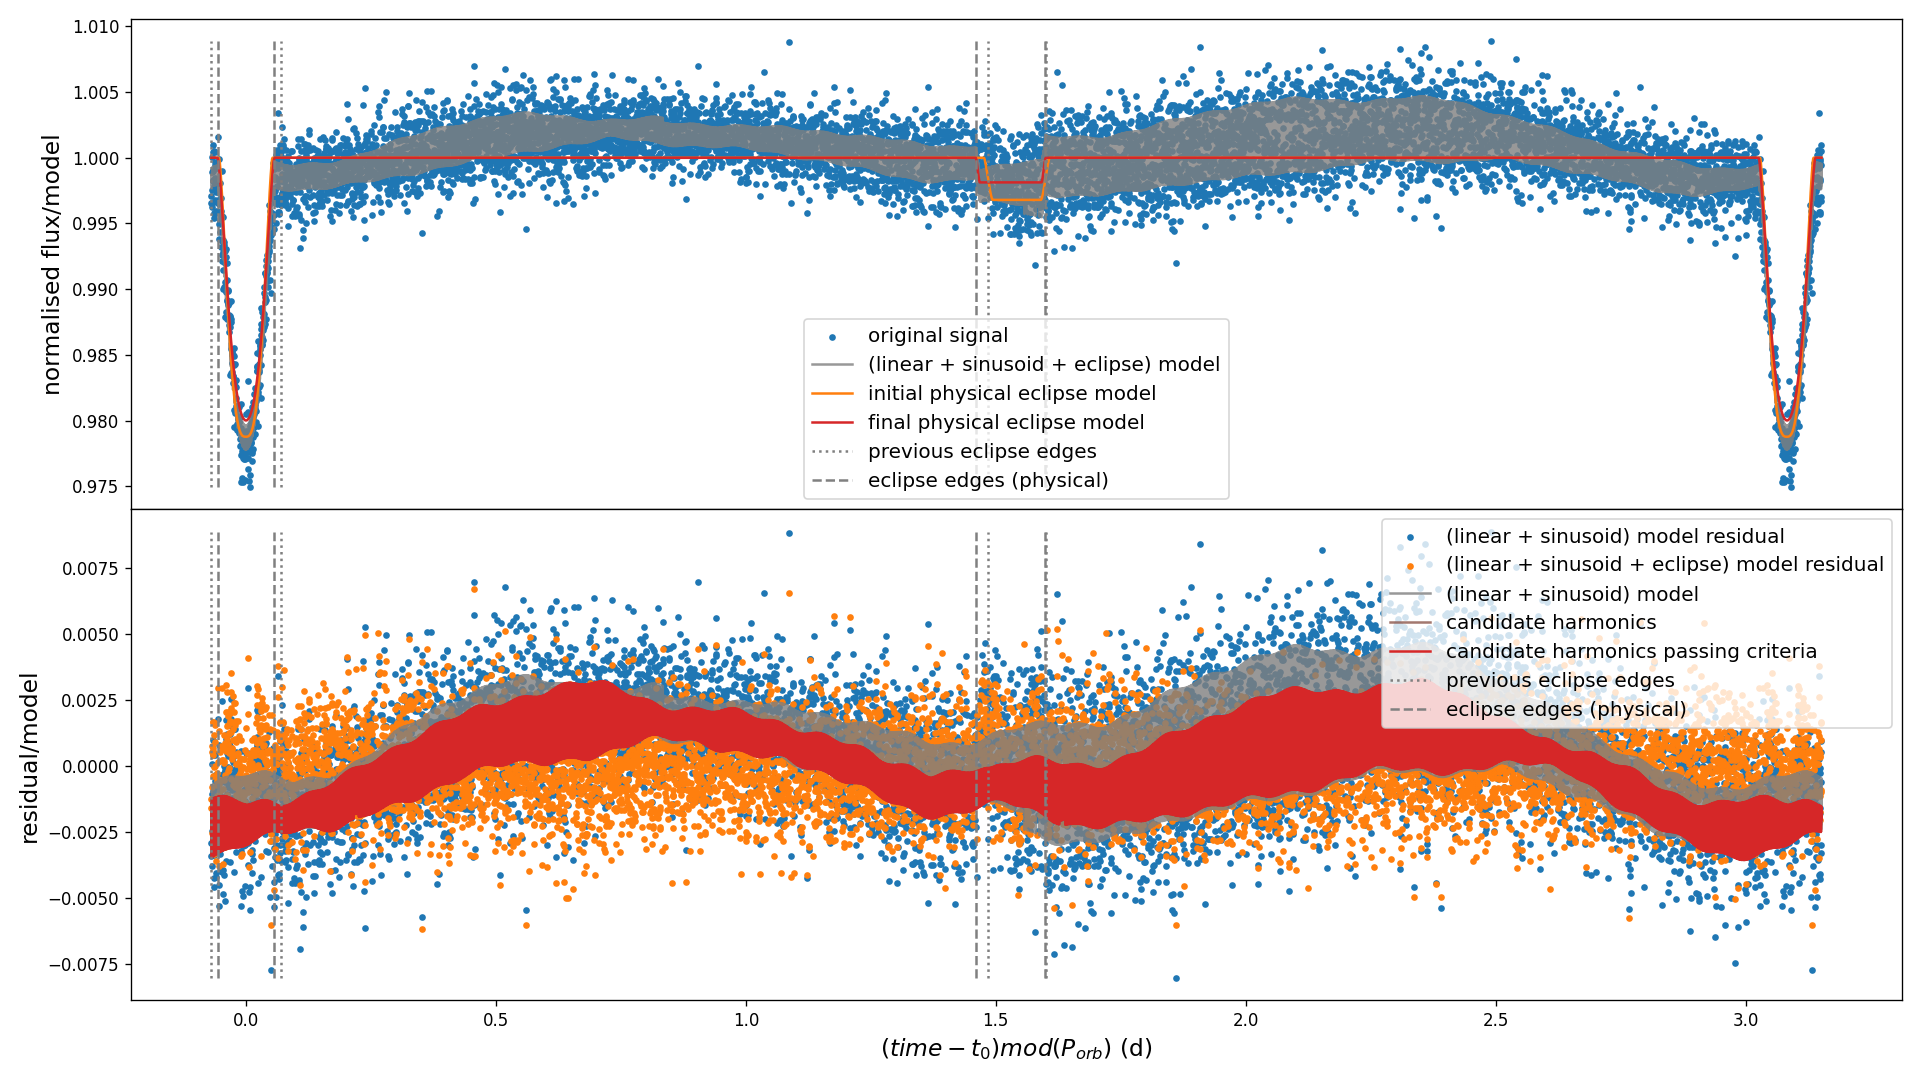 normalised flux/model
1.010
1.005
1.000
0.995
0.990
0.985
0.980
0.975
original signal
(linear + sinusoid + eclipse) model
initial physical eclipse model
final physical eclipse model
previous eclipse edges
eclipse edges (physical)
residual/model
0.0075
0.0050
0.0025
0.0000
−0.0025
−0.0050
−0.0075
(linear + sinusoid) model residual
(linear + sinusoid + eclipse) model residual
(linear + sinusoid) model
candidate harmonics
candidate harmonics passing criteria
previous eclipse edges
eclipse edges (physical)
0.0 0.5 1.0 1.5 2.0 2.5 3.0
(time − t₀)mod(Pₒᵣb) (d)